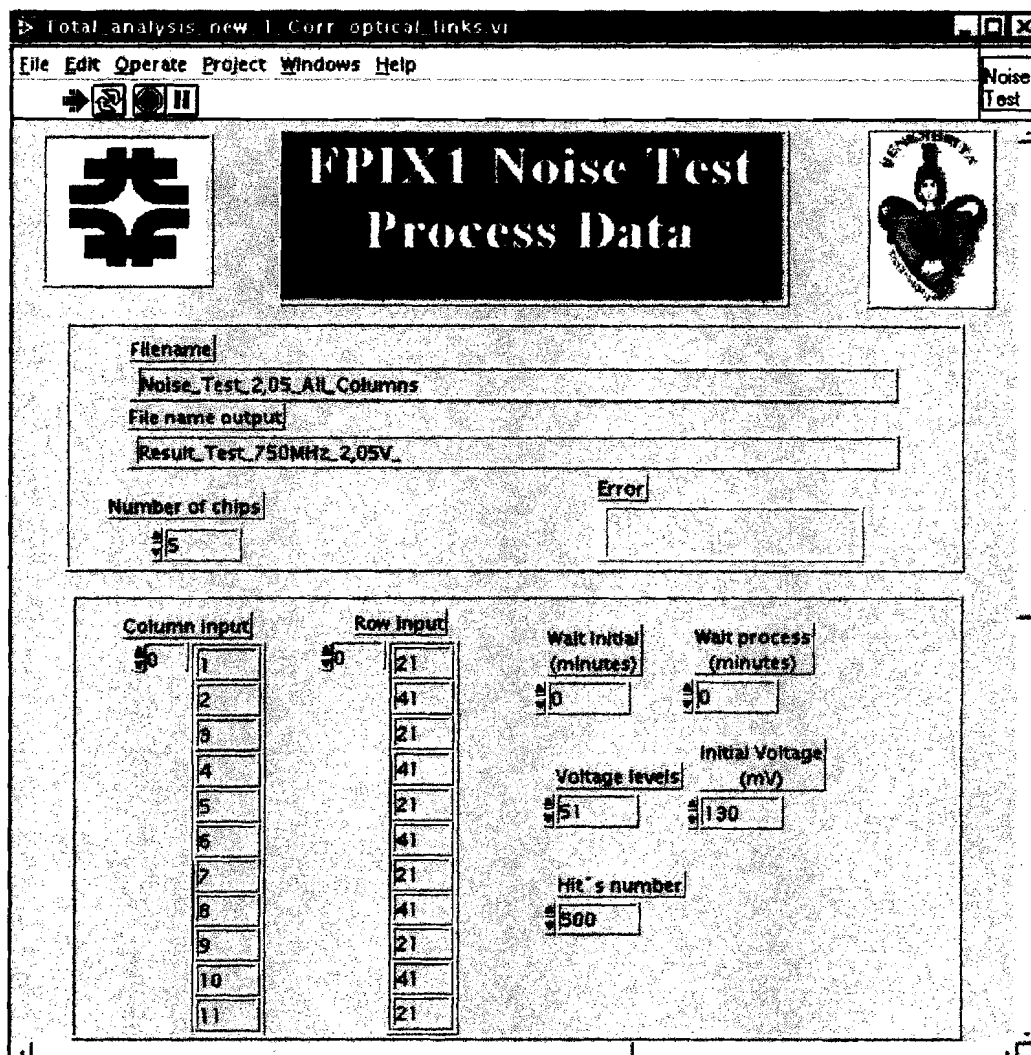 Total_analysis_new_1_Corr_optical_links.vi
File Edit Operate Project Windows Help
Noise
Test
FPIX1 Noise Test
Process Data
Filename
Noise_Test_2,05_All_Columns
File name output
Result_Test_750MHz_2,05V_
Number of chips
5
Error
Column input
0
1
2
3
4
5
6
7
8
9
10
11
Row input
0
21
41
21
41
21
41
21
41
21
41
21
Wait initial
(minutes)
0
Wait process
(minutes)
0
Voltage levels
51
Initial Voltage
(mV)
130
Hit´s number
500